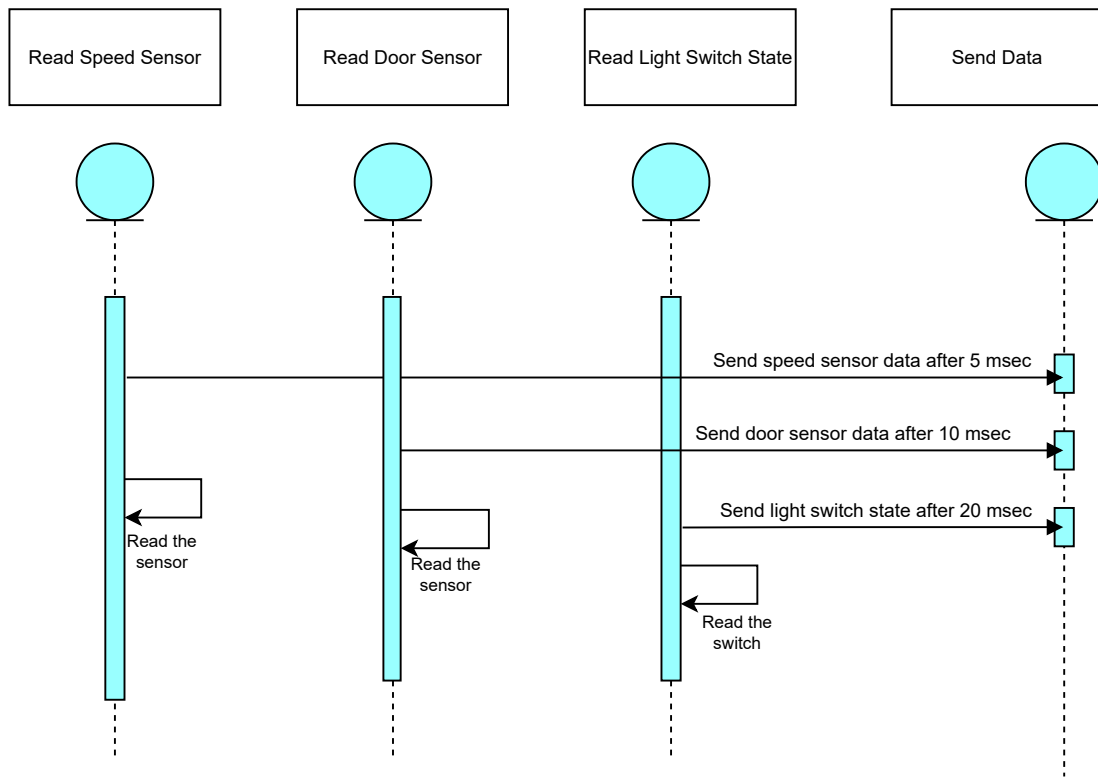 Read Speed Sensor
Read Door Sensor
Read Light Switch State
Send Data
Send speed sensor data after 5 msec
Send door sensor data after 10 msec
Send light switch state after 20 msec
Read the
sensor
Read the
sensor
Read the
switch